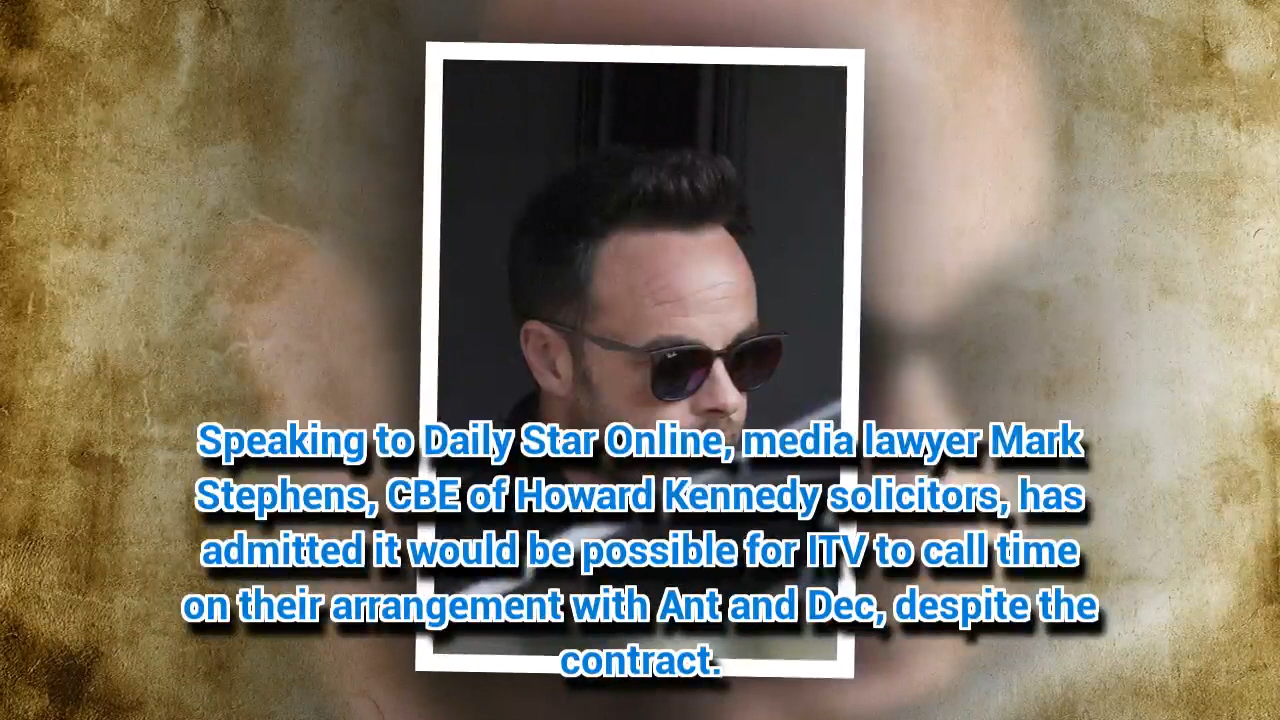 Speaking to Daily Star Online, media lawyer Mark
Stephens, CBE of Howard Kennedy solicitors, has
admitted it would be possible for ITV to call time
on their arrangement with Ant and Dec, despite the
contract.